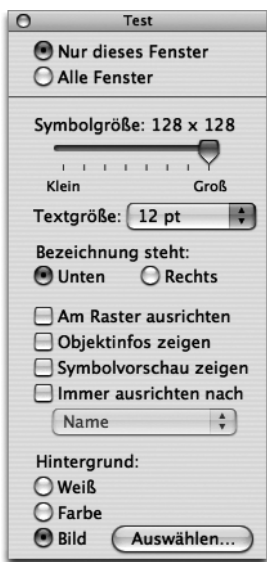 Test
Nur dieses Fenster
Alle Fenster
Symbolgröße: 128 x 128
Klein Groß
Textgröße: 12 pt
Bezeichnung steht:
Unten Rechts
Am Raster ausrichten
Objektinfos zeigen
Symbolvorschau zeigen
Immer ausrichten nach
Name
Hintergrund:
Weiß
Farbe
Bild Auswählen...